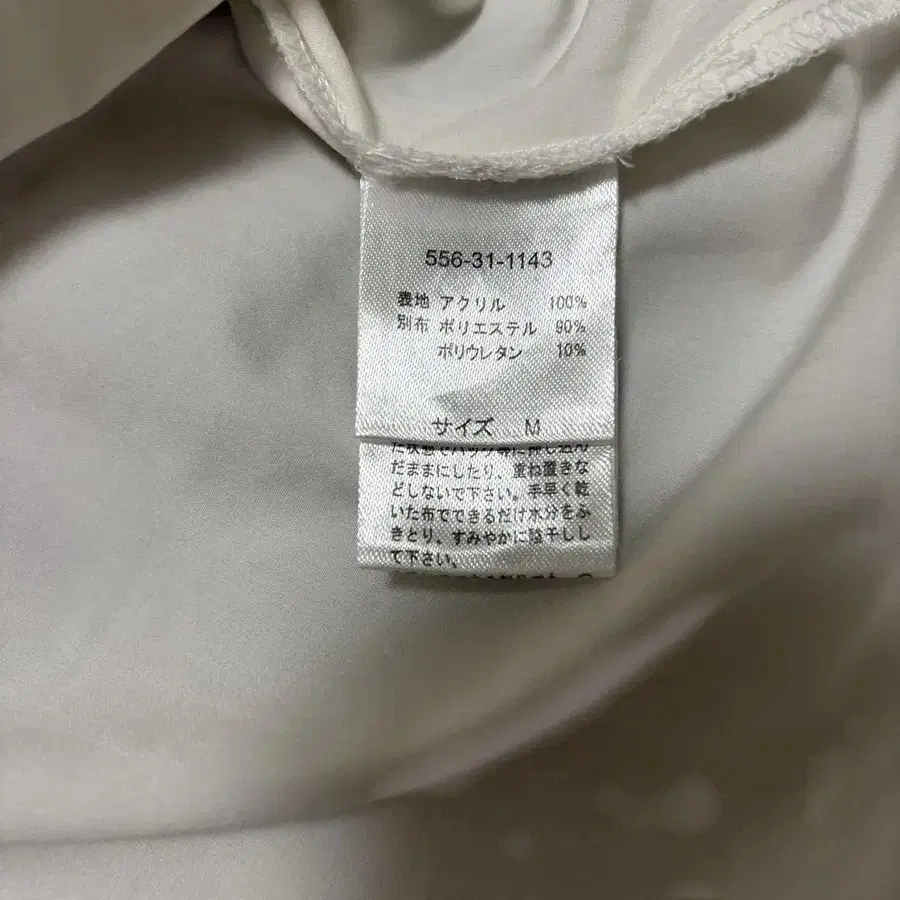 556-31-1143
表地 アクリル 100%
別布 ポリエステル 90%
ポリウレタン 10%
サイズ M
だままにしたり、重ね置きな
どしないで下さい。手早く乾
いた布でできるだけ水分をふ
きとり、すみやかに陰干しし
て下さい。